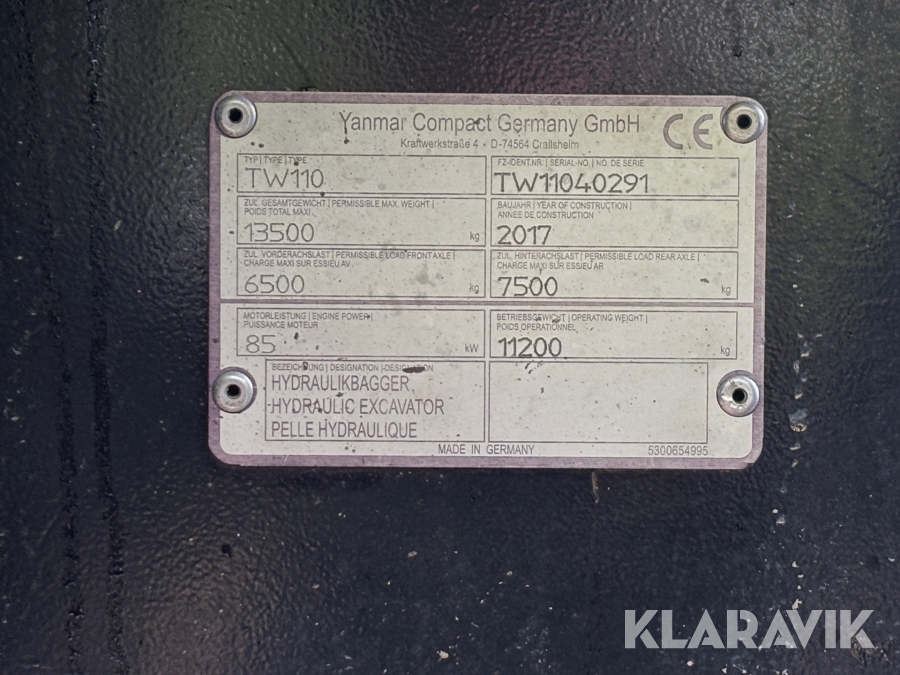 Yanmar Compact Germany GmbH
CE
Kraftwerkstraße 4 • D-74564 Crailsheim
TYP | TYPE | TYPE
TW110
FZ-IDENT.NR. | SERIAL-NO. | NO. DE SERIE
TW11040291
ZUL. GESAMTGEWICHT | PERMISSIBLE MAX. WEIGHT |
POIDS TOTAL MAXI
13500 kg
BAUJAHR | YEAR OF CONSTRUCTION |
ANNEE DE CONSTRUCTION
2017
ZUL. VORDERACHSLAST | PERMISSIBLE LOAD FRONT AXLE |
CHARGE MAXI SUR ESSIEU AV
6500 kg
ZUL. HINTERACHSLAST | PERMISSIBLE LOAD REAR AXLE |
CHARGE MAXI SUR ESSIEU AR
7500 kg
MOTORLEISTUNG | ENGINE POWER |
PUISSANCE MOTEUR
85 kW
BETRIEBSGEWICHT | OPERATING WEIGHT |
POIDS OPERATIONNEL
11200 kg
BEZEICHNUNG | DESIGNATION | DESIGNATION
HYDRAULIKBAGGER
HYDRAULIC EXCAVATOR
PELLE HYDRAULIQUE
MADE IN GERMANY
5300654995
KLARAVIK